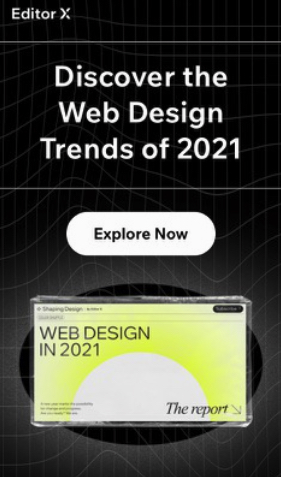 Editor X
Discover the
Web Design
Trends of 2021
Explore Now
Shaping Design
WEB DESIGN
IN 2021
The report